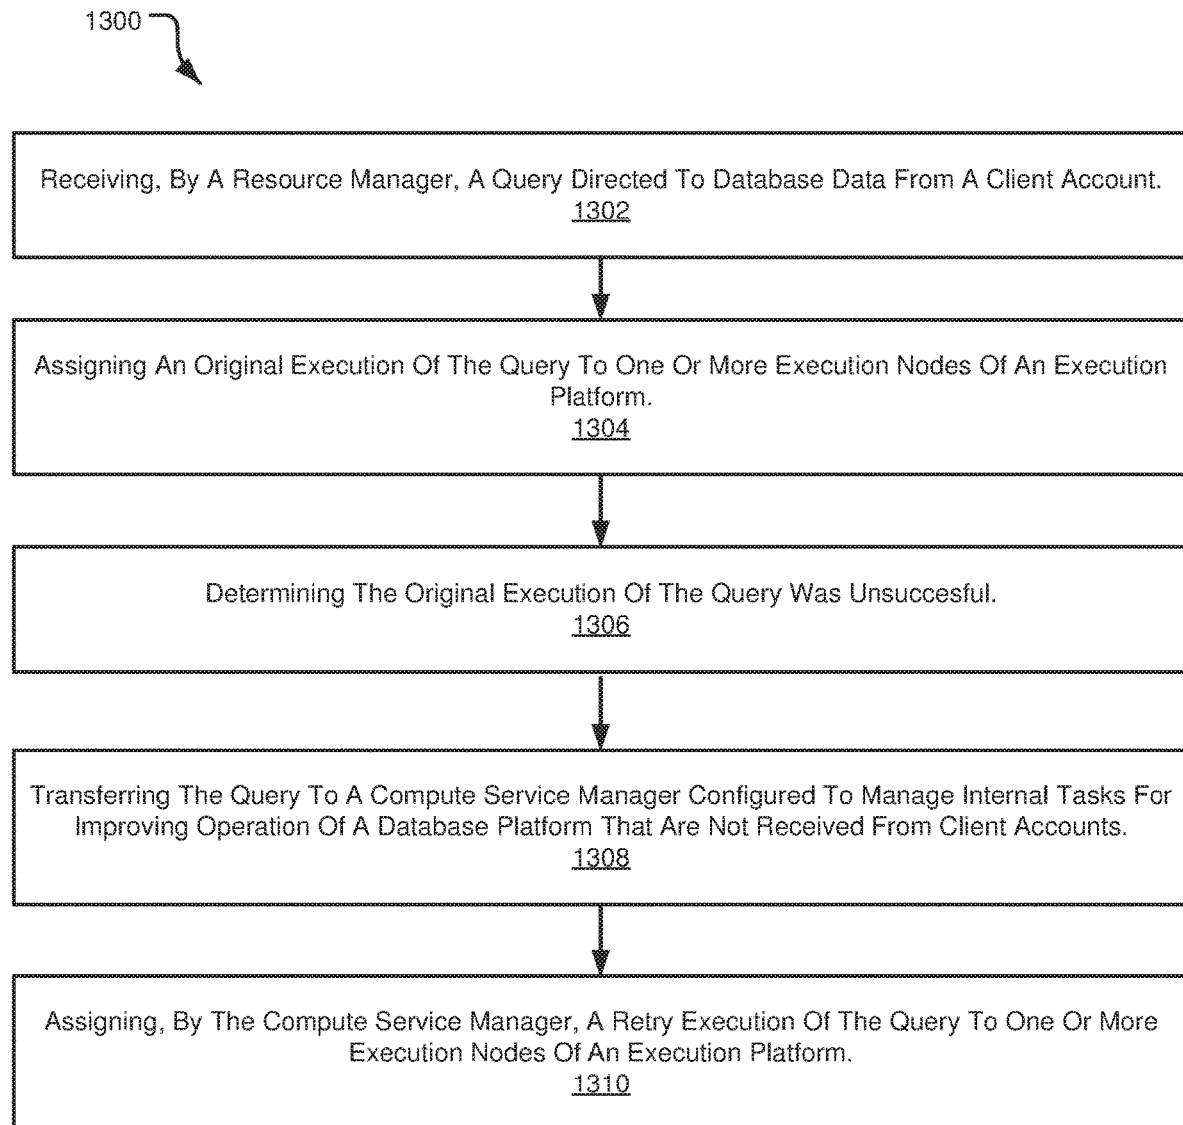 1300
Receiving, By A Resource Manager, A Query Directed To Database Data From A Client Account.
1302
Assigning An Original Execution Of The Query To One Or More Execution Nodes Of An Execution
Platform.
1304
Determining The Original Execution Of The Query Was Unsuccesful.
1306
Transferring The Query To A Compute Service Manager Configured To Manage Internal Tasks For
Improving Operation Of A Database Platform That Are Not Received From Client Accounts.
1308
Assigning, By The Compute Service Manager, A Retry Execution Of The Query To One Or More
Execution Nodes Of An Execution Platform.
1310